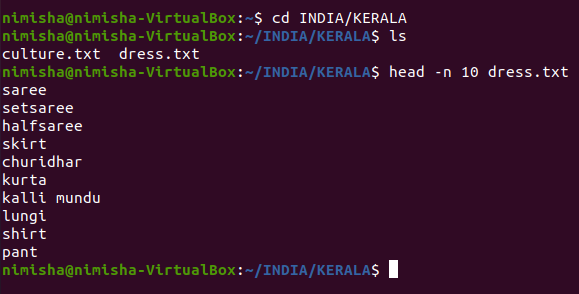 nimisha@nimisha-VirtualBox:~$ cd INDIA/KERALA
nimisha@nimisha-VirtualBox:~/INDIA/KERALA$ ls
culture.txt  dress.txt
nimisha@nimisha-VirtualBox:~/INDIA/KERALA$ head -n 10 dress.txt
saree
setsaree
halfsaree
skirt
churidhar
kurta
kalli mundu
lungi
shirt
pant
nimisha@nimisha-VirtualBox:~/INDIA/KERALA$